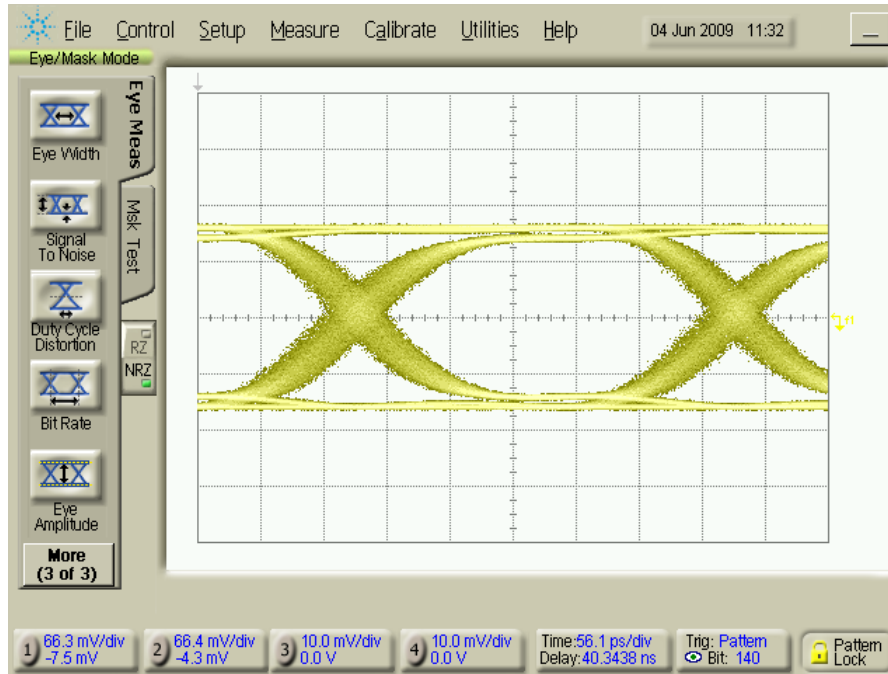 File Control Setup Measure Calibrate Utilities Help 04 Jun 2009 11:32
Eye/Mask Mode
Eye Meas
Msk Test
Eye Width
Signal
To Noise
Duty Cycle
Distortion
RZ
NRZ
Bit Rate
Eye
Amplitude
More
(3 of 3)
f1
1 66.3 mV/div
-7.5 mV
2 66.4 mV/div
-4.3 mV
3 10.0 mV/div
0.0 V
4 10.0 mV/div
0.0 V
Time:56.1 ps/div
Delay:40.3438 ns
Trig: Pattern
Bit: 140
Pattern
Lock